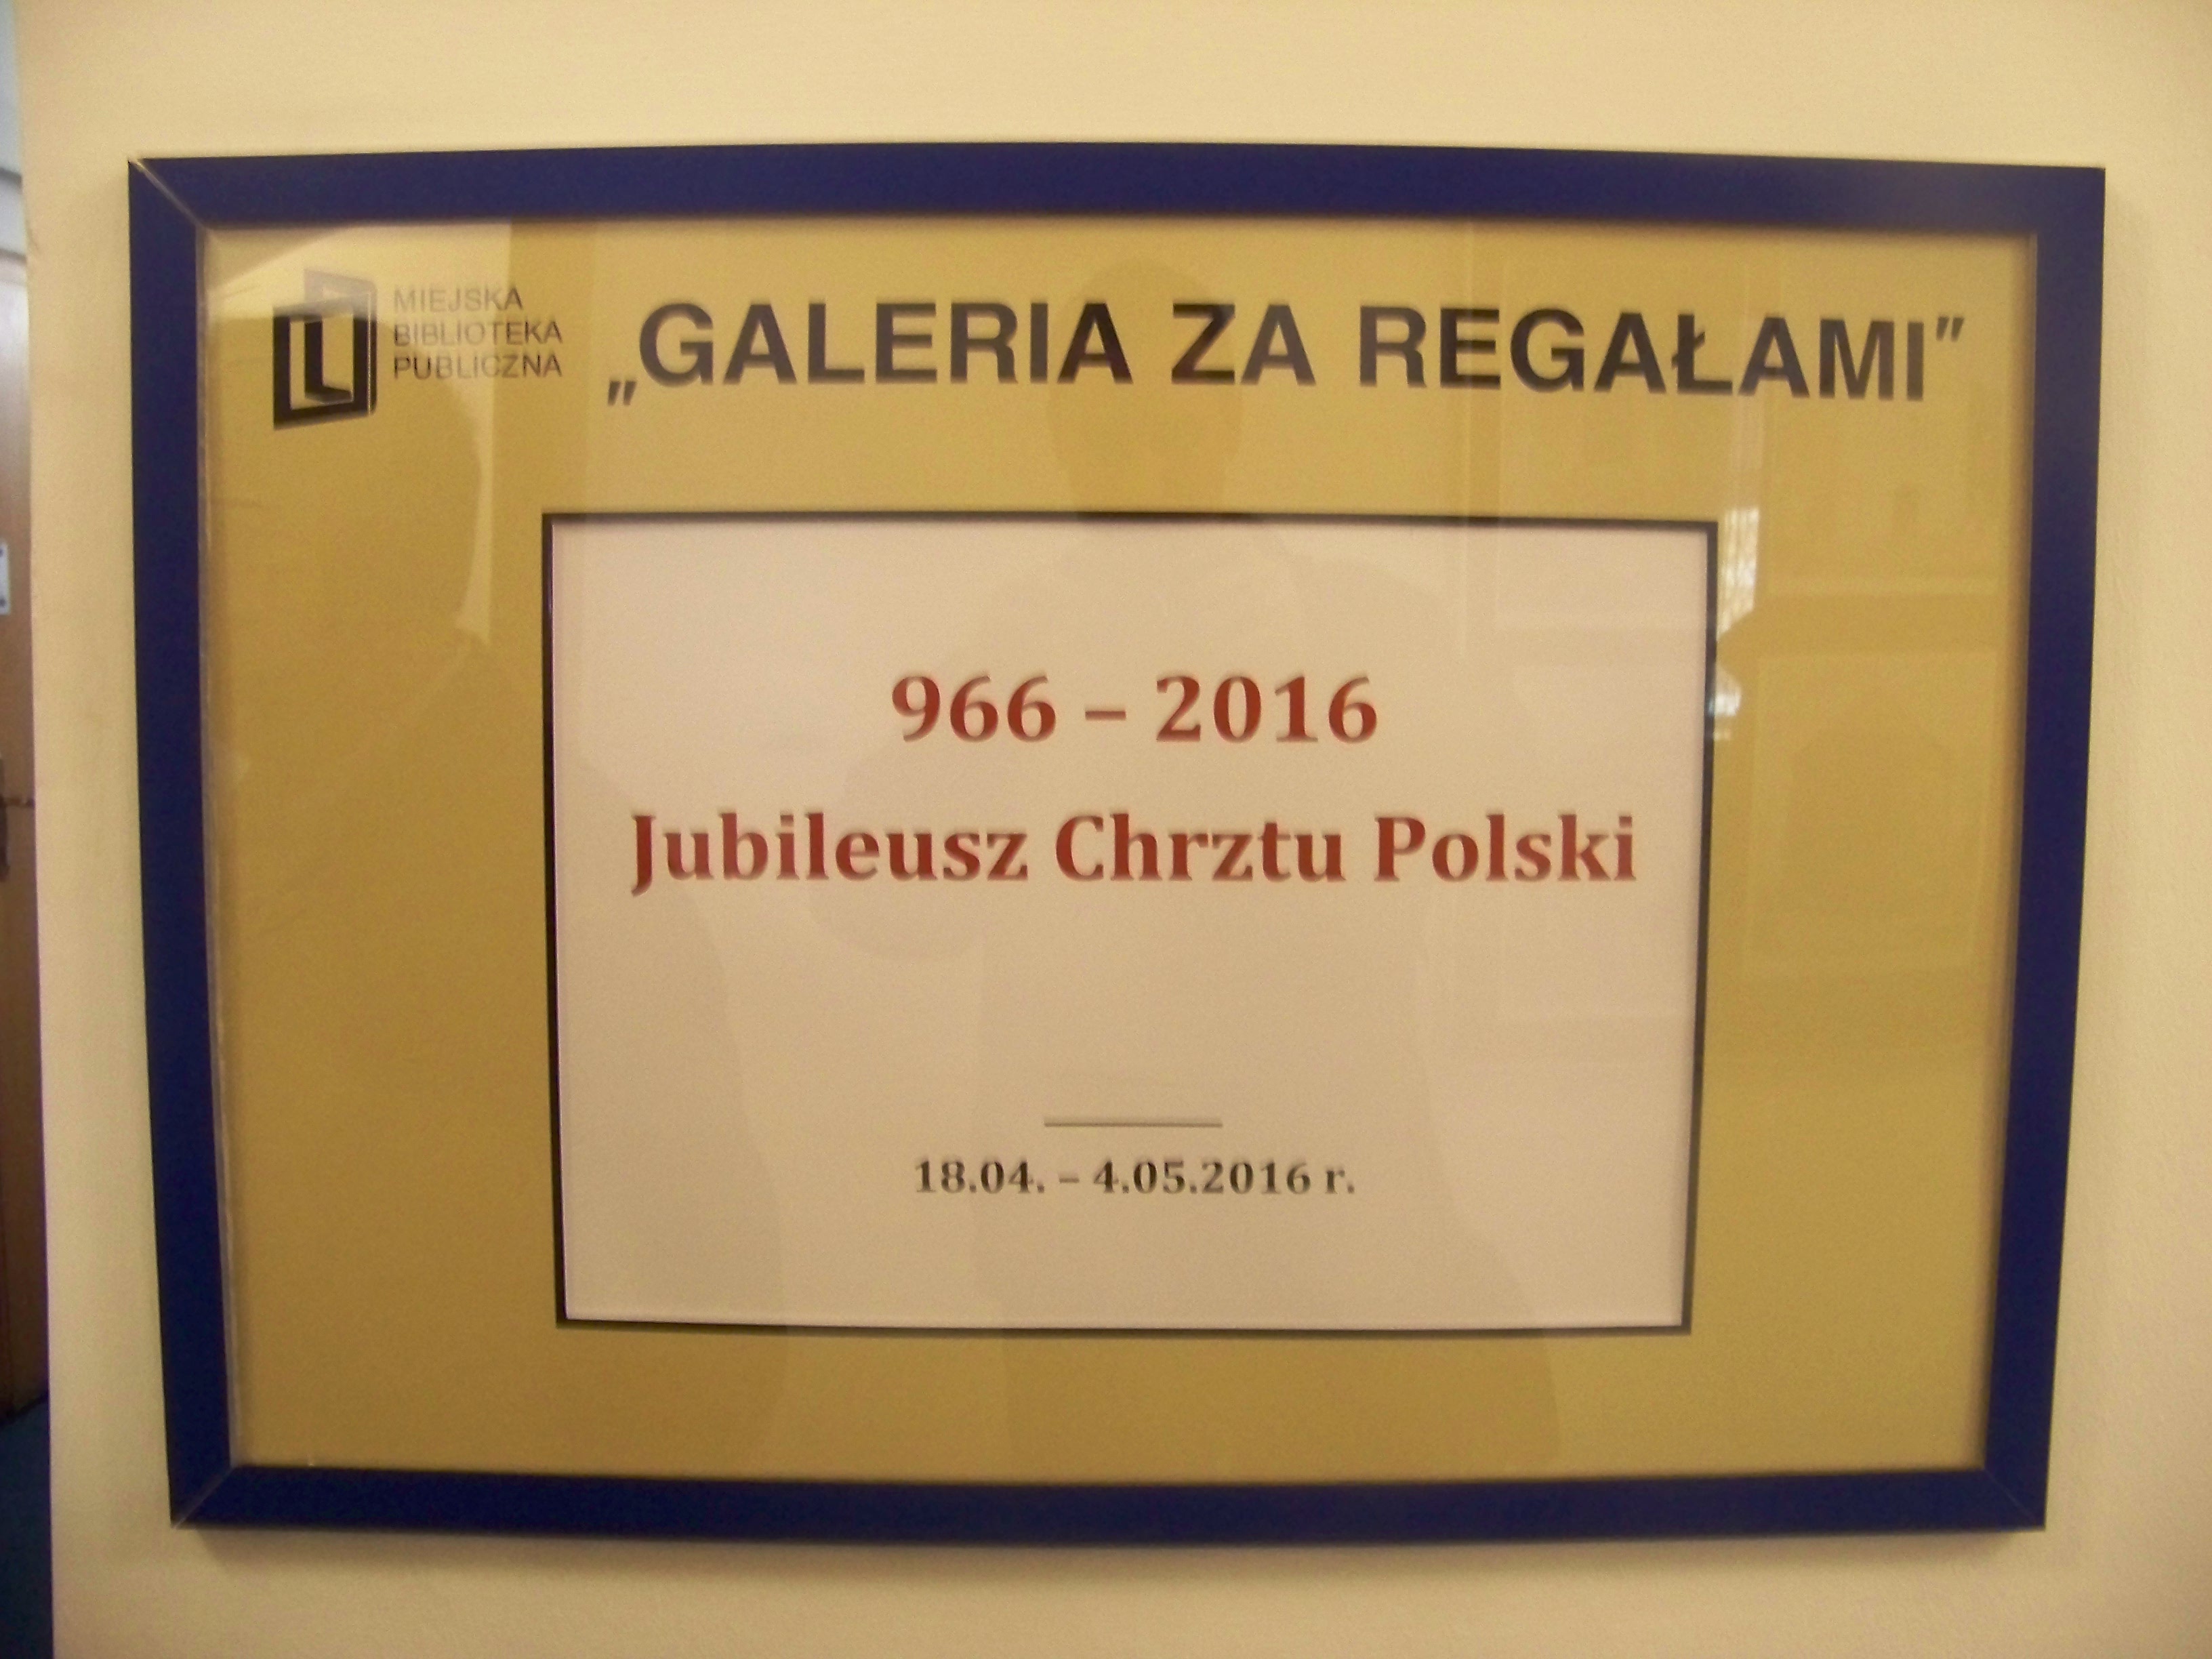 MIEJSKA
BIBLIOTEKA
PUBLICZNA
„GALERIA ZA REGAŁAMI”
966 – 2016
Jubileusz Chrztu Polski
18.04. – 4.05.2016 r.